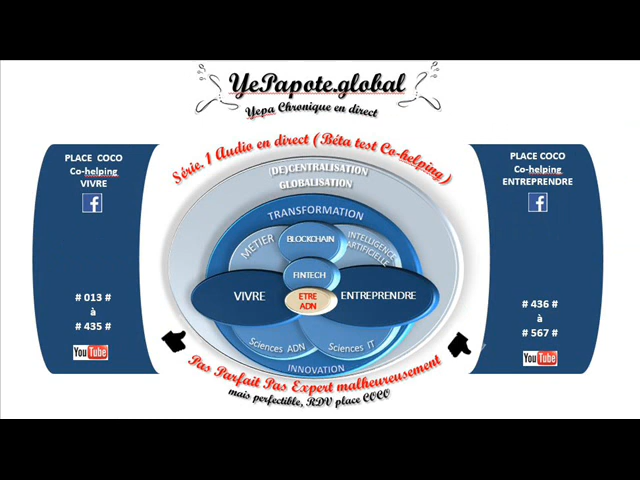 YePapote.global
Yepa Chronique en direct
Série, 1 Audio en direct (Béta test Co-helping)
PLACE COCO
Co-helping
VIVRE
# 013 #
à
# 435 #
YouTube
(DE)CENTRALISATION
GLOBALISATION
TRANSFORMATION
METIER
BLOCKCHAIN
INTELLIGENCE
ARTIFICIELLE
FINTECH
VIVRE
ETRE
ADN
ENTREPRENDRE
Sciences ADN
Sciences IT
INNOVATION
PLACE COCO
Co-helping
ENTREPRENDRE
# 436 #
à
# 567 #
YouTube
Pas Parfait Pas Expert malheureusement
mais perfectible, RDV place COCO